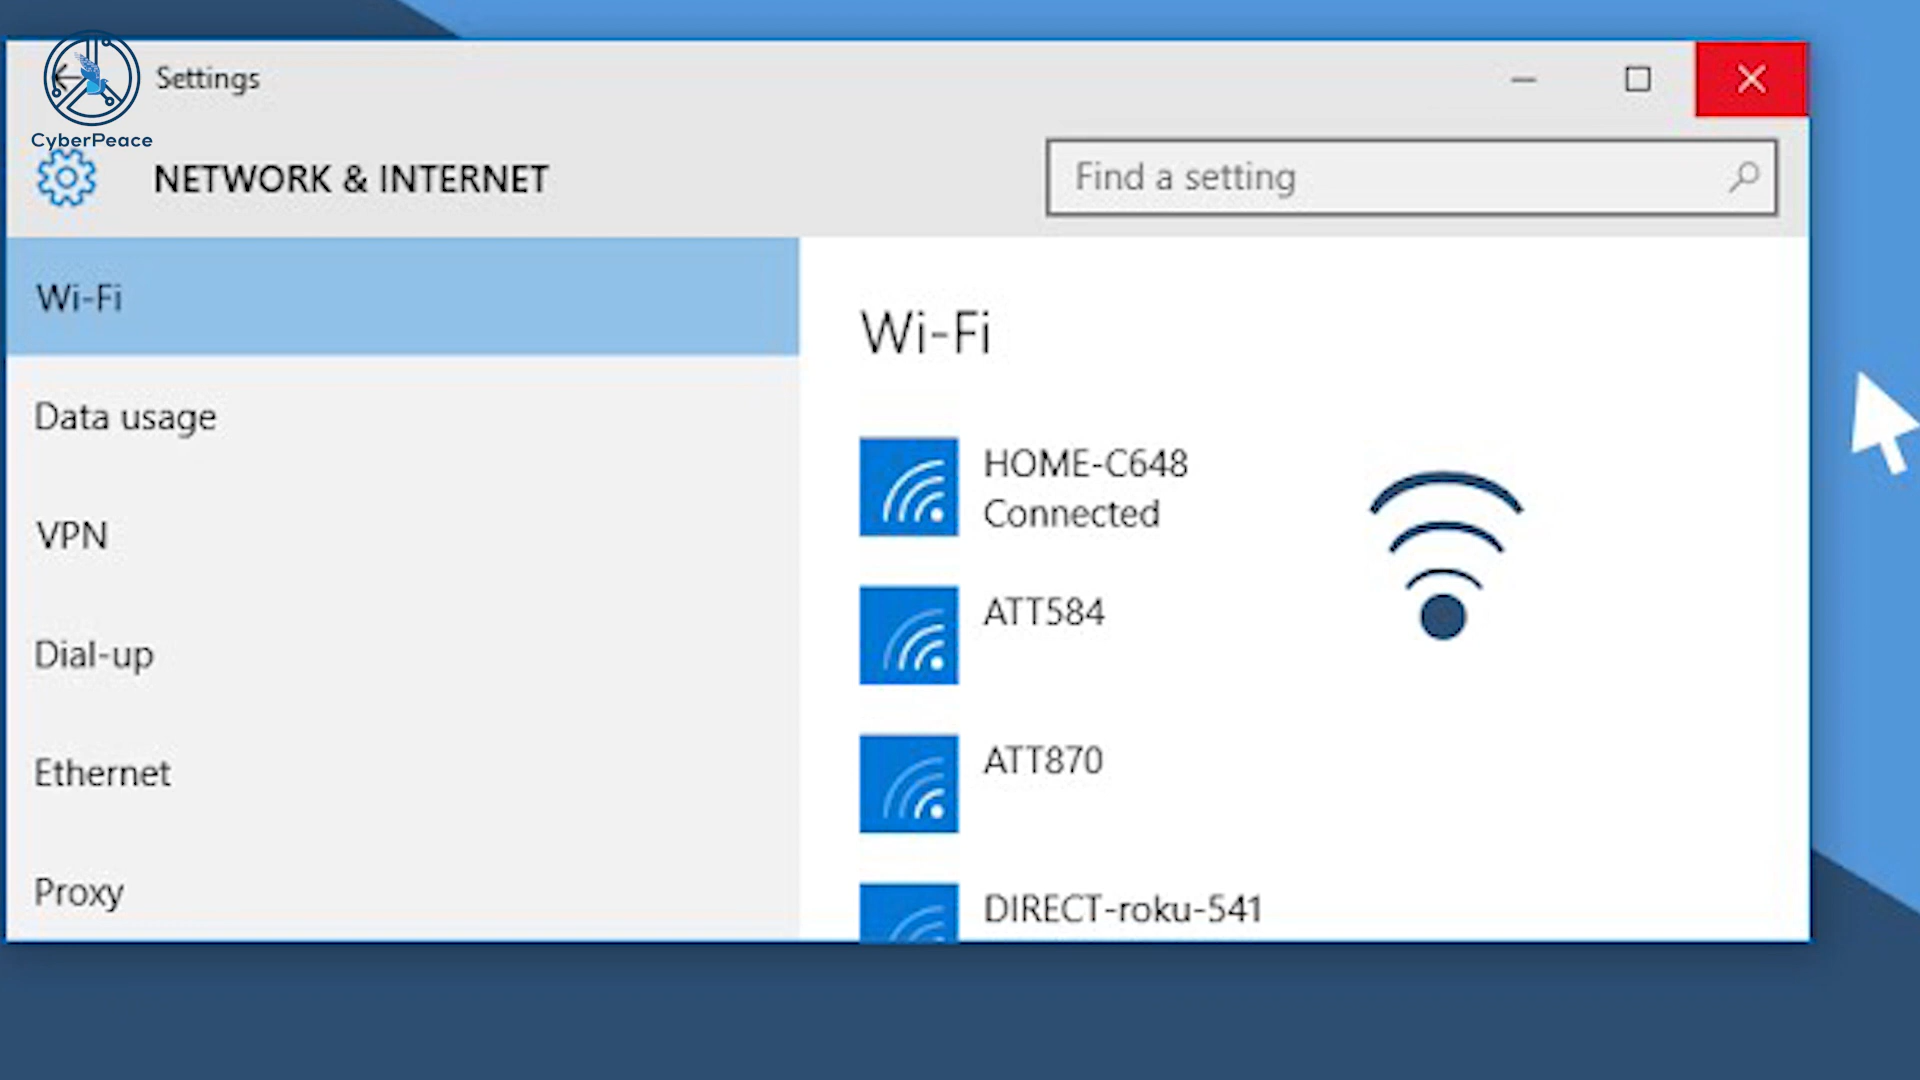 CyberPeace
Settings
NETWORK & INTERNET
Find a setting
Wi-Fi
Data usage
VPN
Dial-up
Ethernet
Proxy
Wi-Fi
HOME-C648
Connected
ATT584
ATT870
DIRECT-roku-541